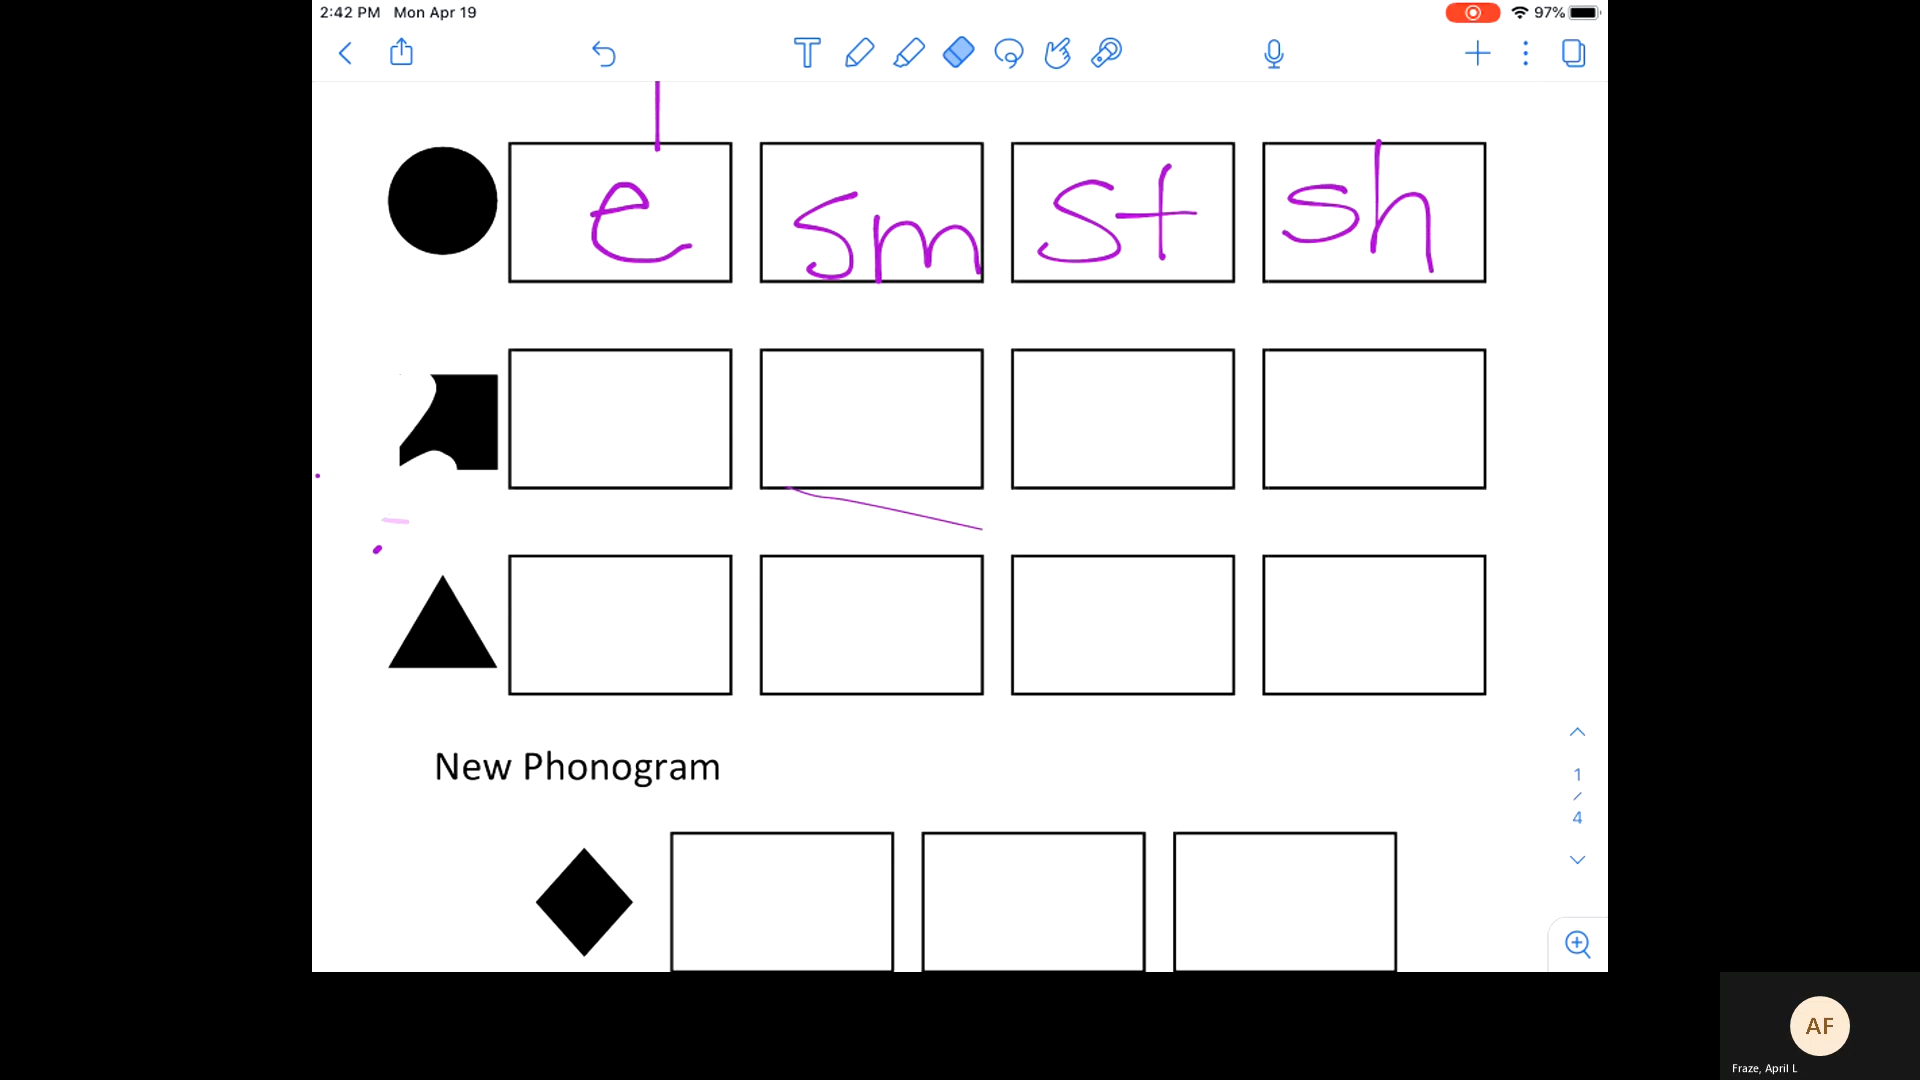 2:42 PM Mon Apr 19 97%
T
e sm st sh
New Phonogram
1
/
4
AF
Fraze, April L